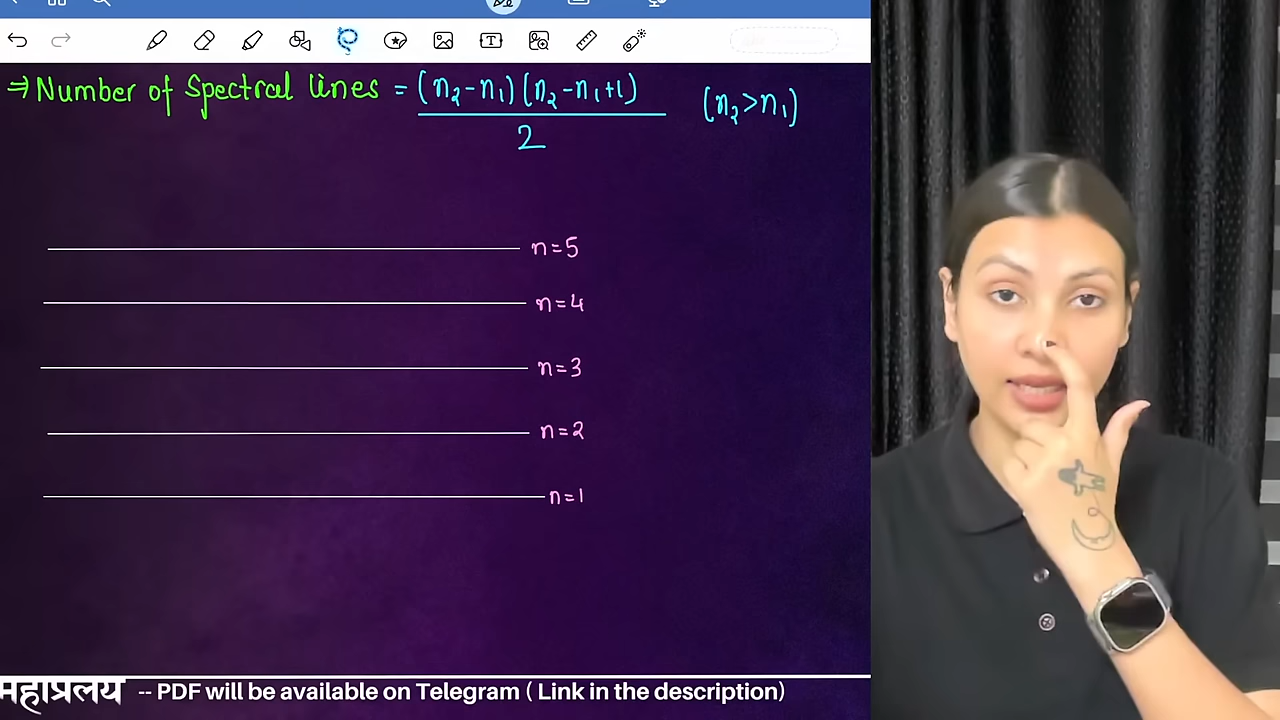 ⇒ Number of Spectral lines = (n₂-n₁)(n₂-n₁+1) / 2 (n₂>n₁)
n=5
n=4
n=3
n=2
n=1
महाप्रलय -- PDF will be available on Telegram ( Link in the description)